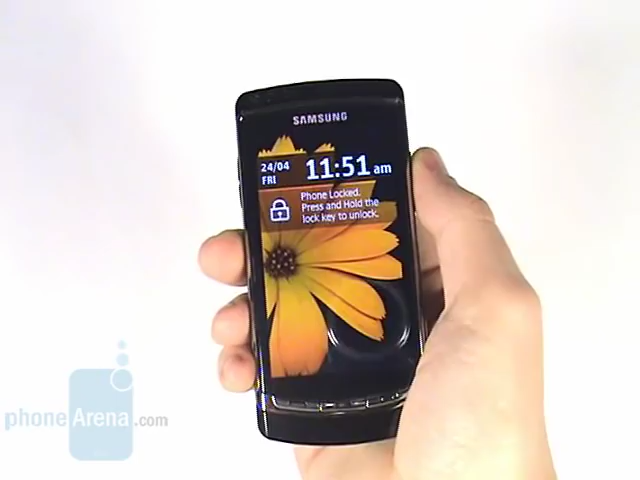 SAMSUNG
24/04
FRI
11:51 am
Phone Locked.
Press and Hold the
lock key to unlock.
phoneArena.com